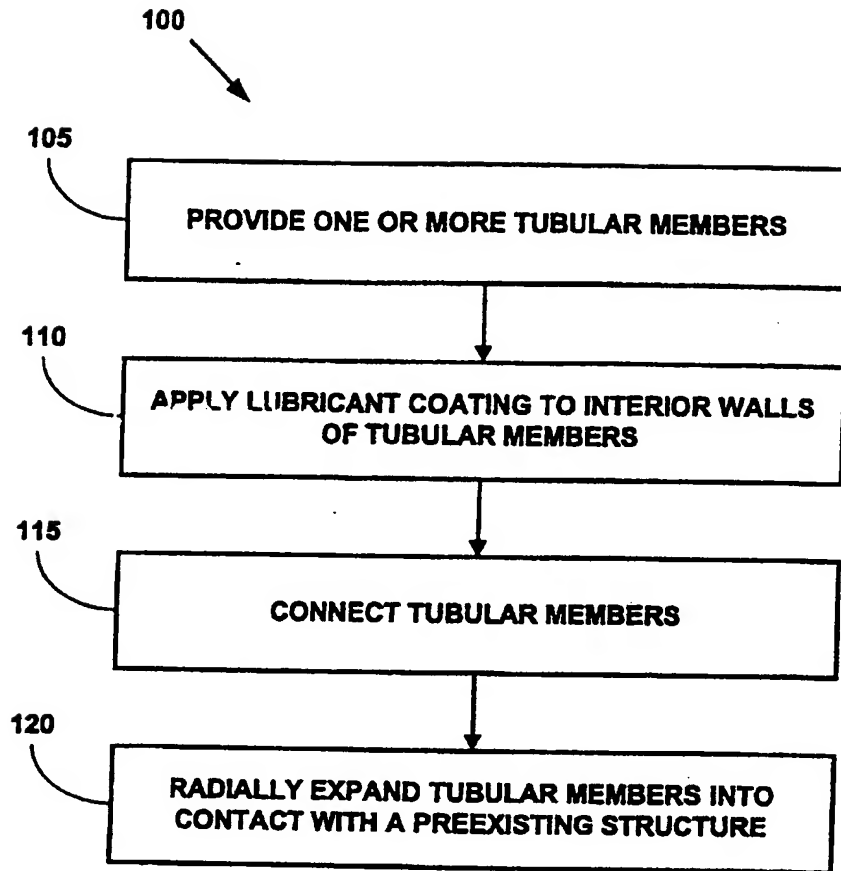 100
105
PROVIDE ONE OR MORE TUBULAR MEMBERS
110
APPLY LUBRICANT COATING TO INTERIOR WALLS
OF TUBULAR MEMBERS
115
CONNECT TUBULAR MEMBERS
120
RADIALLY EXPAND TUBULAR MEMBERS INTO
CONTACT WITH A PREEXISTING STRUCTURE